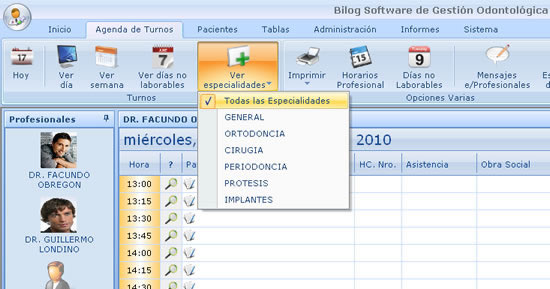 Bilog Software de Gestión Odontológica
Inicio Agenda de Turnos Pacientes Tablas Administración Informes Sistema
17 7 9
Hoy Ver día Ver semana Ver días no laborables Ver especialidades Imprimir Horarios Profesional Días no Laborables Mensajes e/Profesionales
Turnos Opciones Varias
Todas las Especialidades
GENERAL
ORTODONCIA
CIRUGIA
PERIODONCIA
PROTESIS
IMPLANTES
Profesionales
DR. FACUNDO OBREGON
DR. GUILLERMO LONDINO
DR. FACUNDO O
miércoles, 2010
Hora ? Pa HC. Nro. Asistencia Obra Social
13:00
13:15
13:30
13:45
14:00
14:15
14:30